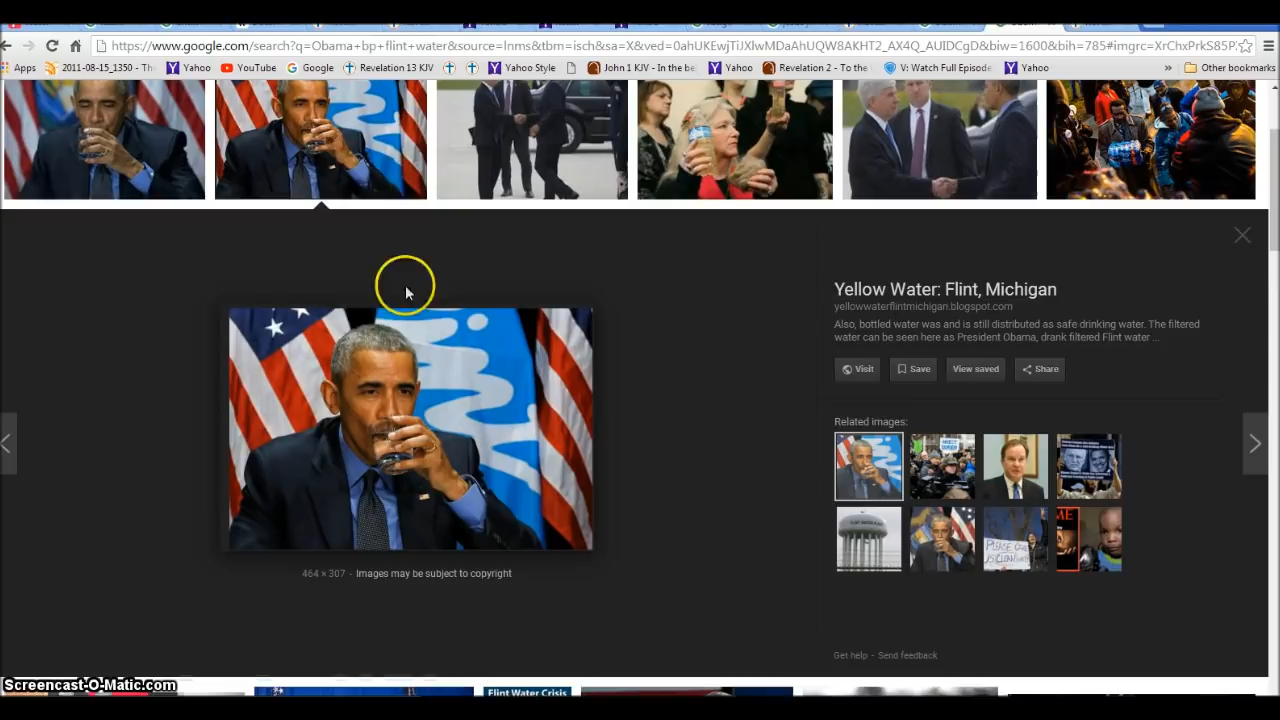 https://www.google.com/search?q=Obama+bp+flint+water&source=lnms&tbm=isch&sa=X&ved=0ahUKEwjTiJXlwMDaAhUQW8AKHT2_AX4Q_AUIDCgD&biw=1600&bih=785#imgrc=XrChxPrkS85P
Apps 2011-08-15_1350 - Th Yahoo YouTube Google Revelation 13 KJV Yahoo Style John 1 KJV - In the be Yahoo Revelation 2 - To the V: Watch Full Episode Yahoo » Other bookmarks
Yellow Water: Flint, Michigan
yellowwaterflintmichigan.blogspot.com
Also, bottled water was and is still distributed as safe drinking water. The filtered
water can be seen here as President Obama, drank filtered Flint water ...
Visit Save View saved Share
Related images:
PLEASE
464 × 307 - Images may be subject to copyright
Get help - Send feedback
Screencast-O-Matic.com
Flint Water Crisis